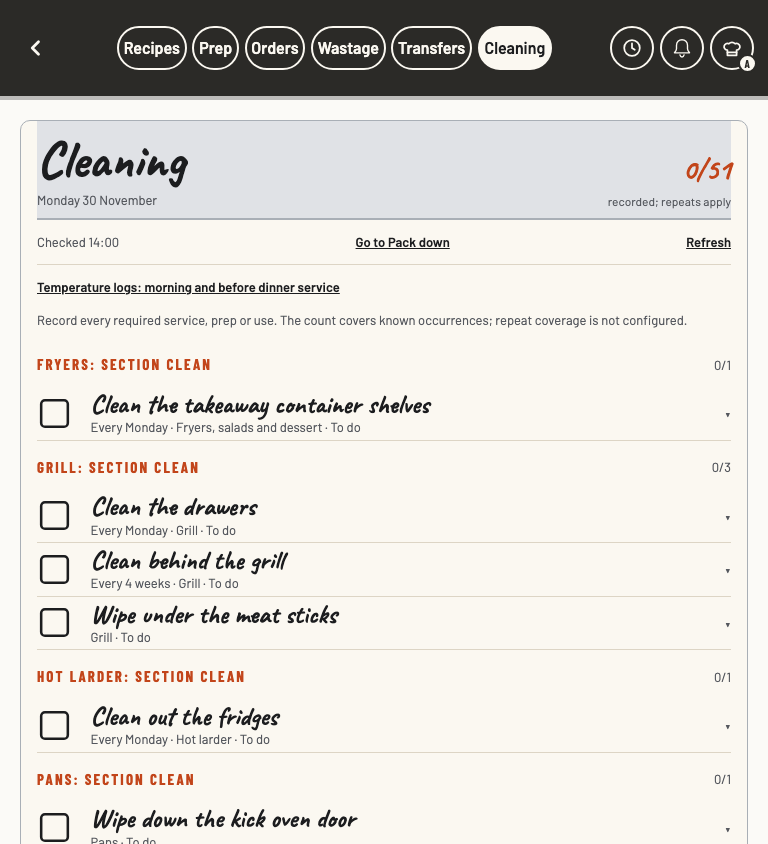 Recipes Prep Orders Wastage Transfers Cleaning
A
Cleaning
0/51
Monday 30 November
recorded; repeats apply
Checked 14:00
Go to Pack down
Refresh
Temperature logs: morning and before dinner service
Record every required service, prep or use. The count covers known occurrences; repeat coverage is not configured.
FRYERS: SECTION CLEAN
0/1
Clean the takeaway container shelves
Every Monday · Fryers, salads and dessert · To do
GRILL: SECTION CLEAN
0/3
Clean the drawers
Every Monday · Grill · To do
Clean behind the grill
Every 4 weeks · Grill · To do
Wipe under the meat sticks
Grill · To do
HOT LARDER: SECTION CLEAN
0/1
Clean out the fridges
Every Monday · Hot larder · To do
PANS: SECTION CLEAN
0/1
Wipe down the kick oven door
Pans · To do